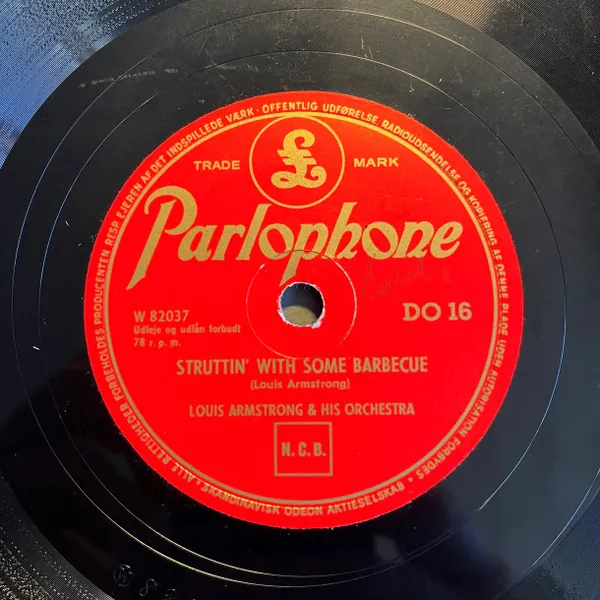 ALLE RETTIGHEDER FORBEHOLDES PRODUCENTEN RESP EJEREN AF DET INDSPILLEDE VÆRK · OFFENTLIG UDFØRELSE RADIOUDSENDELSE OG KOPIERING AF DENNE PLADE UDEN AUTORISATION FORBYDES
£
TRADE MARK
Parlophone
W 82037
DO 16
Udleje og udlån forbudt
78 r. p. m.
STRUTTIN' WITH SOME BARBECUE
(Louis Armstrong)
LOUIS ARMSTRONG & HIS ORCHESTRA
N. C. B.
· SKANDINAVISK ODEON AKTIESELSKAB ·